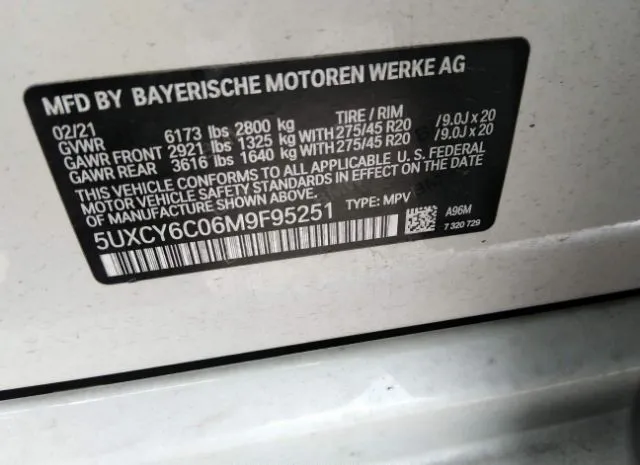 MFD BY BAYERISCHE MOTOREN WERKE AG
02/21 TIRE / RIM
GVWR 6173 lbs 2800 kg
GAWR FRONT 2921 lbs 1325 kg WITH 275/45 R20 /9.0J x 20
GAWR REAR 3616 lbs 1640 kg WITH 275/45 R20 /9.0J x 20
THIS VEHICLE CONFORMS TO ALL APPLICABLE U.S. FEDERAL
MOTOR VEHICLE SAFETY STANDARDS IN EFFECT ON THE DATE
OF MANUFACTURE SHOWN ABOVE.
5UXCY6C06M9F95251 TYPE: MPV
A96M
7 320 729